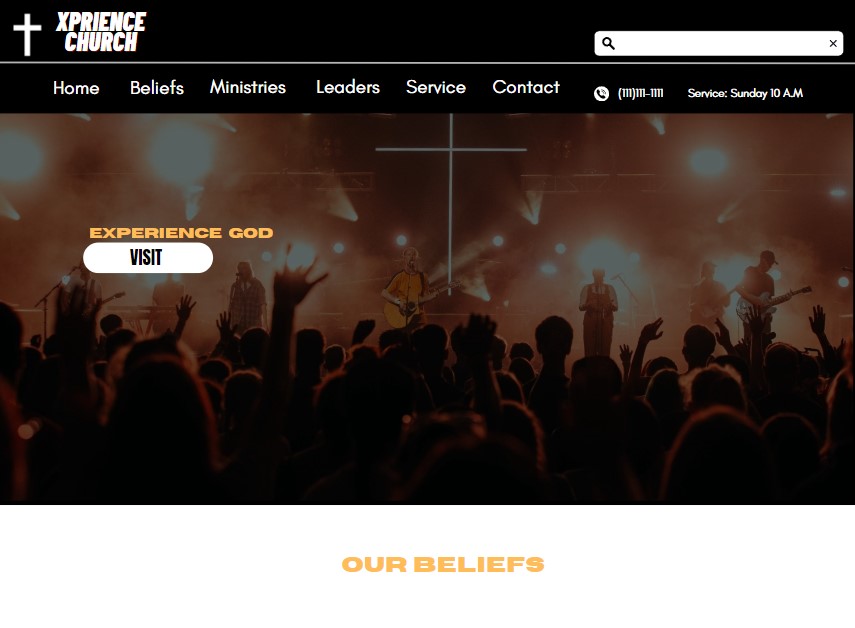 XPRIENCE
CHURCH
Home Beliefs Ministries Leaders Service Contact
(111)111-1111 Service: Sunday 10 A.M
EXPERIENCE GOD
VISIT
OUR BELIEFS